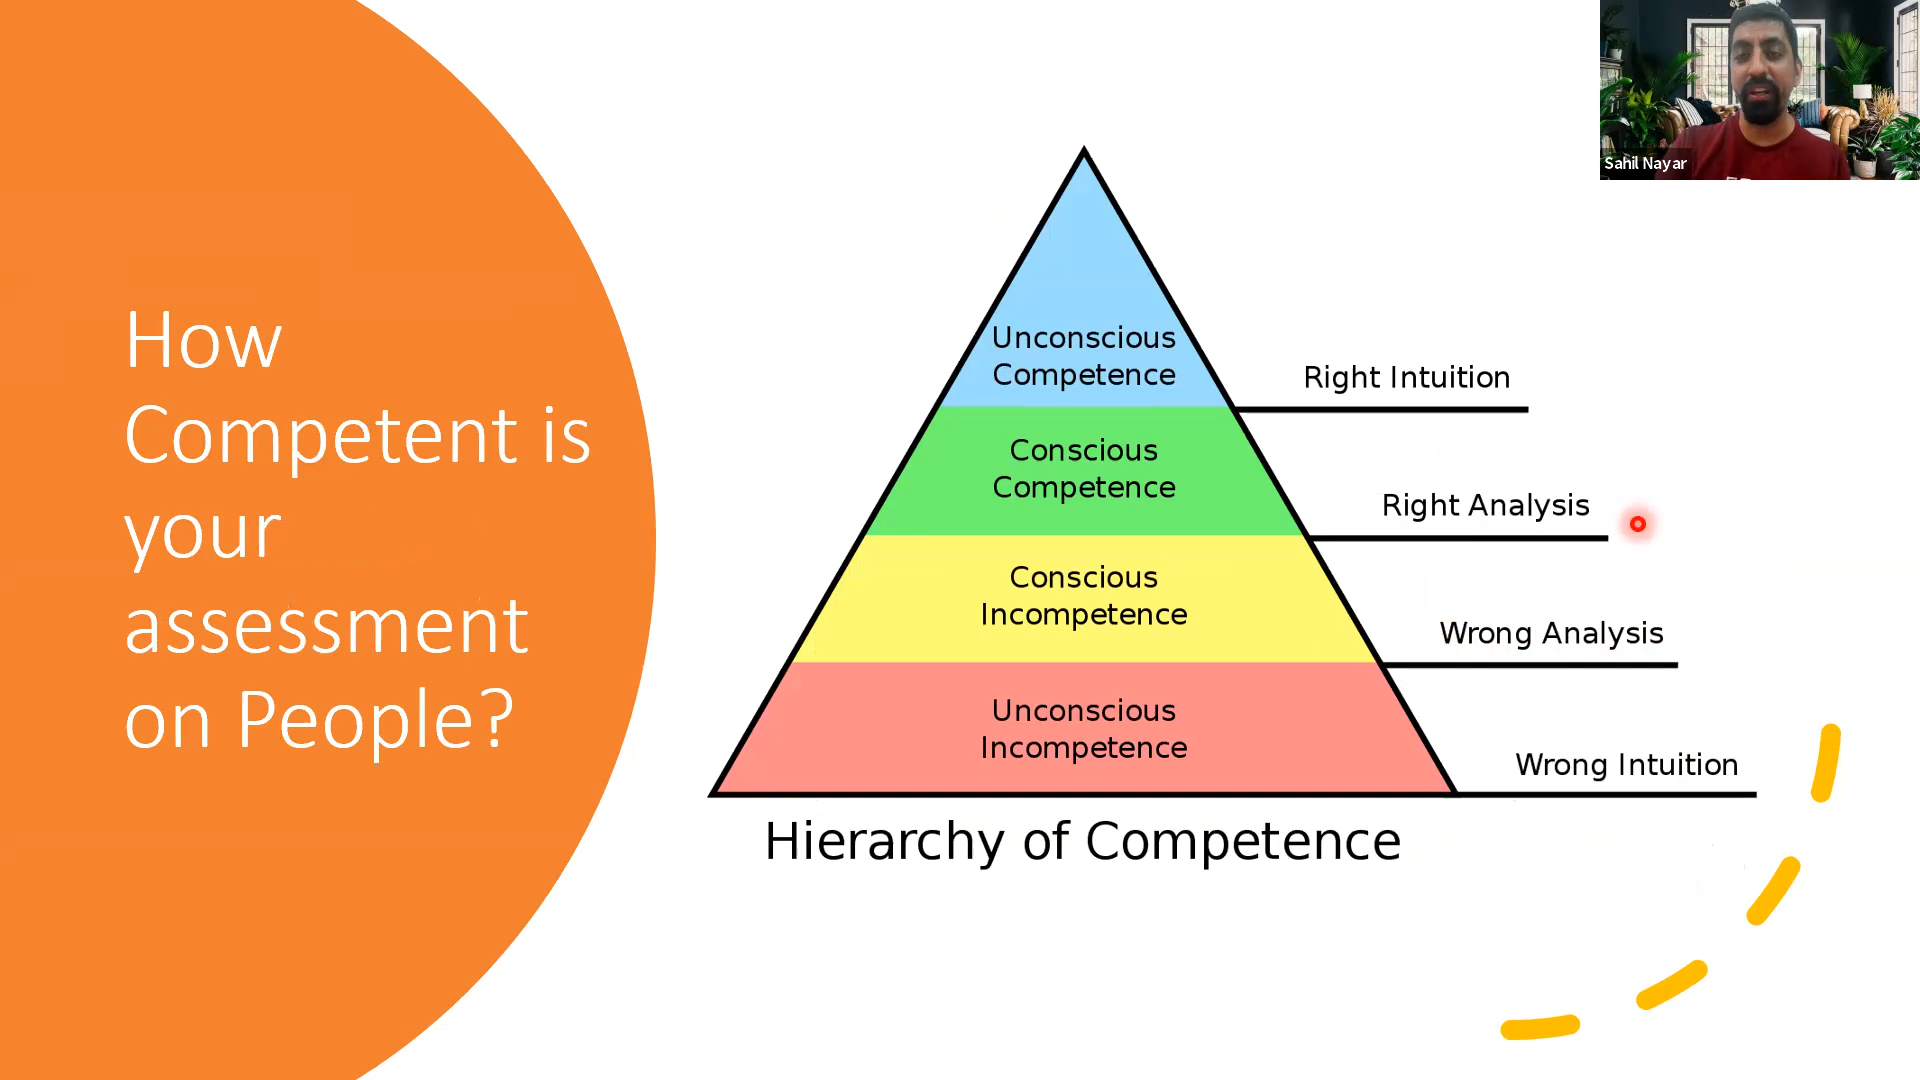 How
Competent is
your
assessment
on People?
Unconscious
Competence
Right Intuition
Conscious
Competence
Right Analysis
Conscious
Incompetence
Wrong Analysis
Unconscious
Incompetence
Wrong Intuition
Hierarchy of Competence
Sahil Nayar